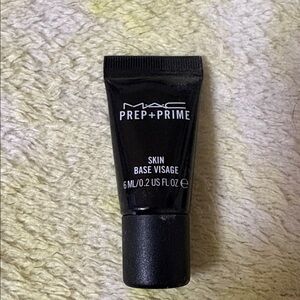 MAC
PREP+PRIME
SKIN
BASE VISAGE
6 ML/0.2 US FL OZ ℮